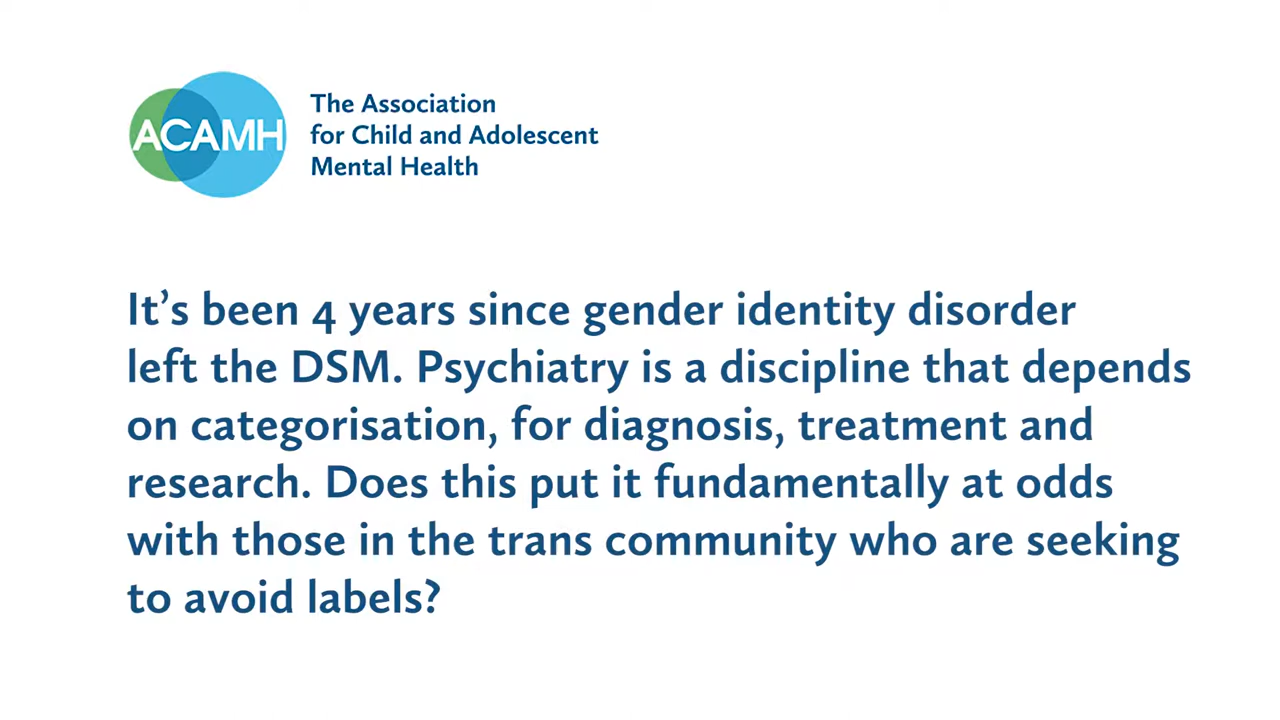 ACAMH
The Association
for Child and Adolescent
Mental Health
It’s been 4 years since gender identity disorder
left the DSM. Psychiatry is a discipline that depends
on categorisation, for diagnosis, treatment and
research. Does this put it fundamentally at odds
with those in the trans community who are seeking
to avoid labels?